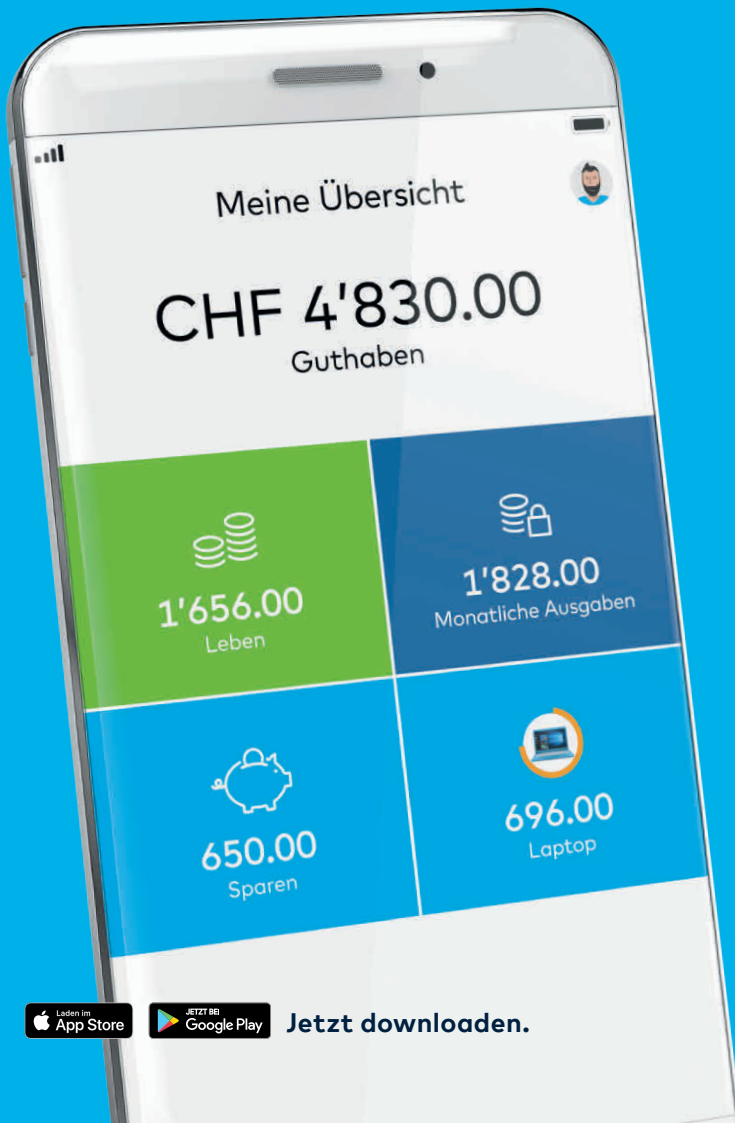 Meine Übersicht
CHF 4'830.00
Guthaben
1'656.00
Leben
1'828.00
Monatliche Ausgaben
650.00
Sparen
696.00
Laptop
Laden im
App Store
JETZT BEI
Google Play
Jetzt downloaden.